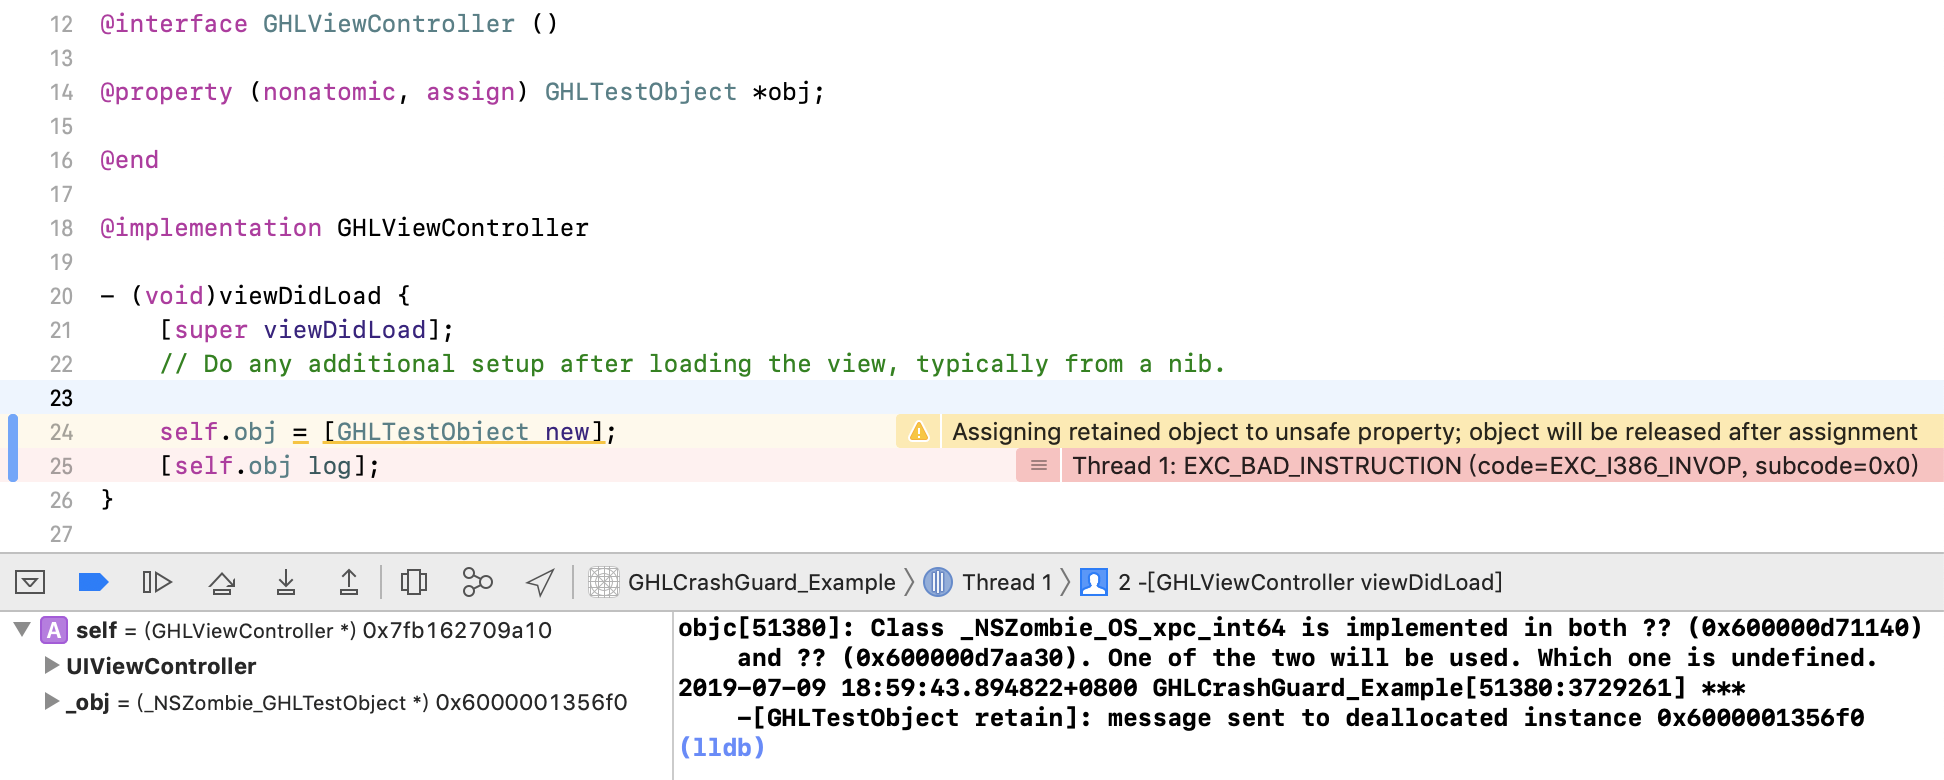 12 @interface GHLViewController ()
13
14 @property (nonatomic, assign) GHLTestObject *obj;
15
16 @end
17
18 @implementation GHLViewController
19
20 - (void)viewDidLoad {
21     [super viewDidLoad];
22     // Do any additional setup after loading the view, typically from a nib.
23
24     self.obj = [GHLTestObject new]; Assigning retained object to unsafe property; object will be released after assignment
25     [self.obj log]; Thread 1: EXC_BAD_INSTRUCTION (code=EXC_I386_INVOP, subcode=0x0)
26 }
27
GHLCrashGuard_Example Thread 1 2 -[GHLViewController viewDidLoad]
A self = (GHLViewController *) 0x7fb162709a10
UIViewController
_obj = (_NSZombie_GHLTestObject *) 0x6000001356f0
objc[51380]: Class _NSZombie_OS_xpc_int64 is implemented in both ?? (0x600000d71140)
and ?? (0x600000d7aa30). One of the two will be used. Which one is undefined.
2019-07-09 18:59:43.894822+0800 GHLCrashGuard_Example[51380:3729261] ***
-[GHLTestObject retain]: message sent to deallocated instance 0x6000001356f0
(lldb)